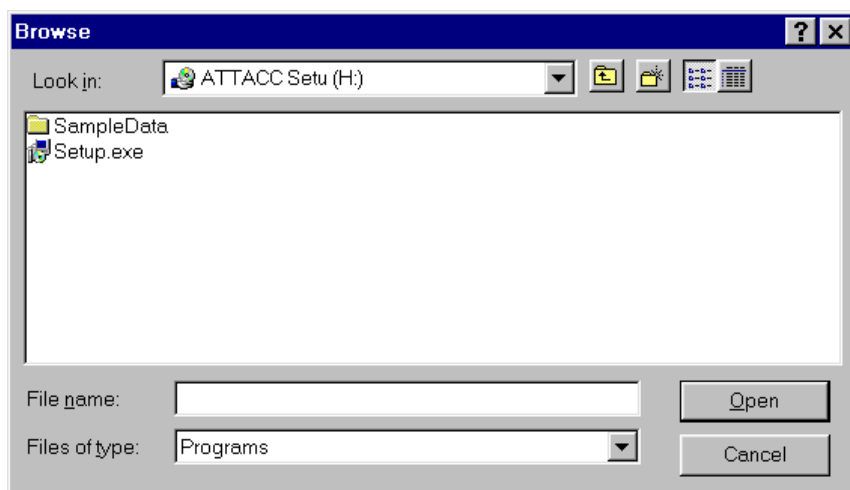 Browse
Look in: ATTACC Setu (H:)
SampleData
Setup.exe
File name:
Open
Files of type: Programs
Cancel